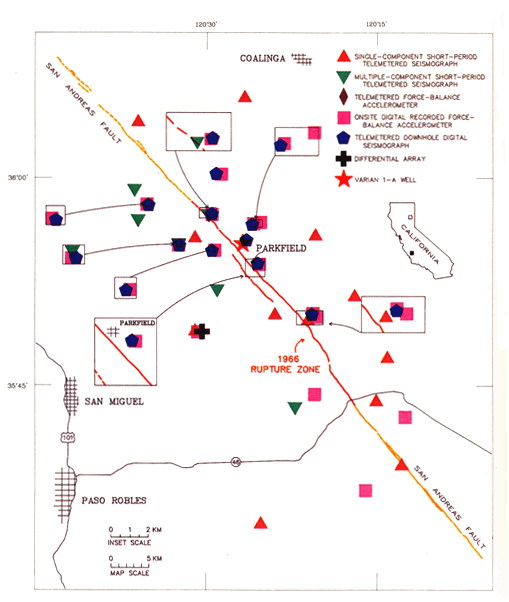 120°30'
120°15'
COALINGA
SINGLE-COMPONENT SHORT-PERIOD
TELEMETERED SEISMOGRAPH
MULTIPLE-COMPONENT SHORT-PERIOD
TELEMETERED SEISMOGRAPH
TELEMETERED FORCE-BALANCE
ACCELEROMETER
ONSITE DIGITAL RECORDED FORCE-
BALANCE ACCELEROMETER
TELEMETERED DOWNHOLE DIGITAL
SEISMOGRAPH
DIFFERENTIAL ARRAY
VARIAN 1-A WELL
SAN ANDREAS FAULT
36°00'
CALIFORNIA
PARKFIELD
PARKFIELD
1966
RUPTURE ZONE
35°45'
SAN MIGUEL
101
46
SAN ANDREAS FAULT
PASO ROBLES
0 1 2 KM
INSET SCALE
0 5 KM
MAP SCALE